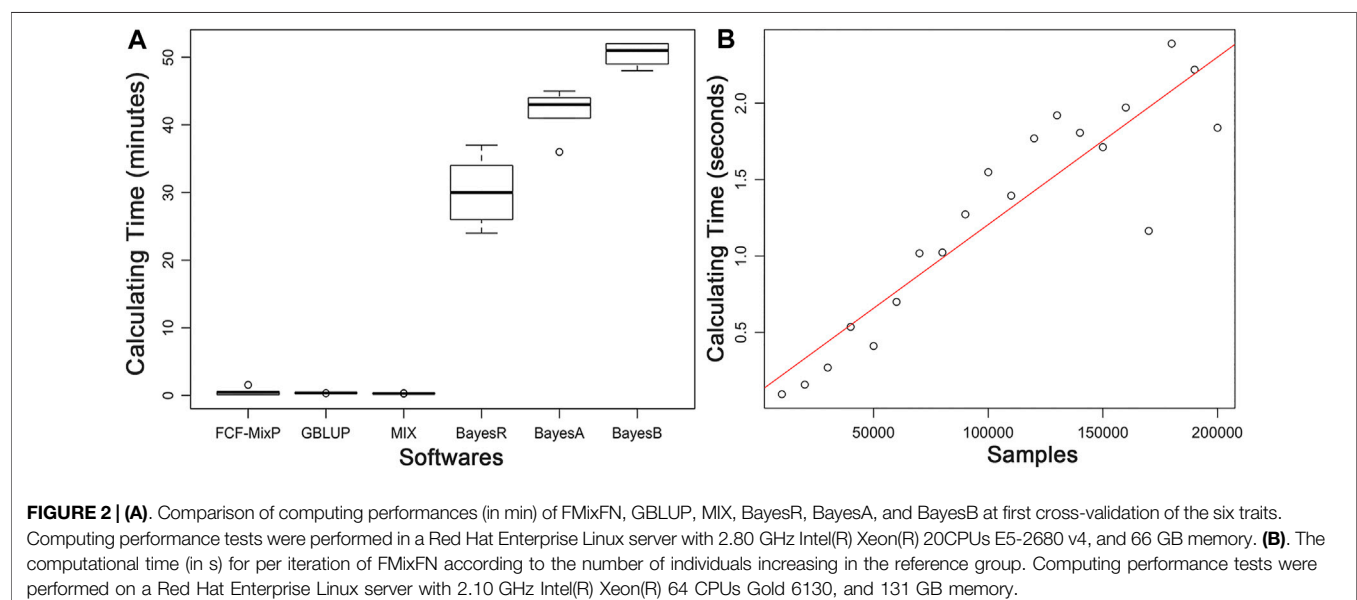 A
Calculating Time (minutes)
50
40
30
20
10
0
FCF-MixP GBLUP MIX BayesR BayesA BayesB
Softwares
B
Calculating Time (seconds)
2.0
1.5
1.0
0.5
50000 100000 150000 200000
Samples
FIGURE 2 | (A). Comparison of computing performances (in min) of FMixFN, GBLUP, MIX, BayesR, BayesA, and BayesB at first cross-validation of the six traits.
Computing performance tests were performed in a Red Hat Enterprise Linux server with 2.80 GHz Intel(R) Xeon(R) 20CPUs E5-2680 v4, and 66 GB memory. (B). The
computational time (in s) for per iteration of FMixFN according to the number of individuals increasing in the reference group. Computing performance tests were
performed on a Red Hat Enterprise Linux server with 2.10 GHz Intel(R) Xeon(R) 64 CPUs Gold 6130, and 131 GB memory.